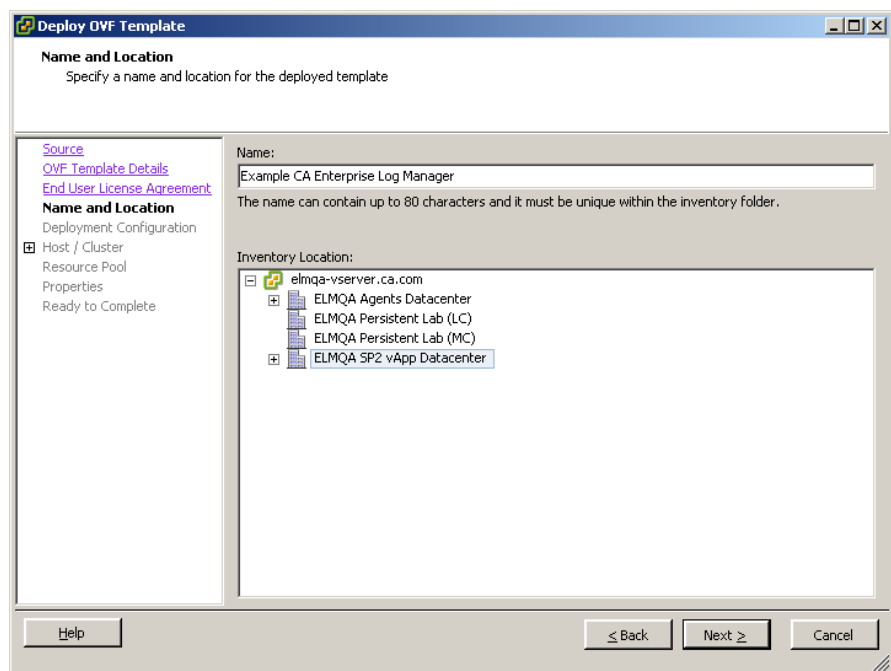 Deploy OVF Template
Name and Location
Specify a name and location for the deployed template
Source
OVF Template Details
End User License Agreement
Name and Location
Deployment Configuration
Host / Cluster
Resource Pool
Properties
Ready to Complete
Name:
Example CA Enterprise Log Manager
The name can contain up to 80 characters and it must be unique within the inventory folder.
Inventory Location:
elmqa-vserver.ca.com
ELMQA Agents Datacenter
ELMQA Persistent Lab (LC)
ELMQA Persistent Lab (MC)
ELMQA SP2 vApp Datacenter
Help
< Back
Next >
Cancel